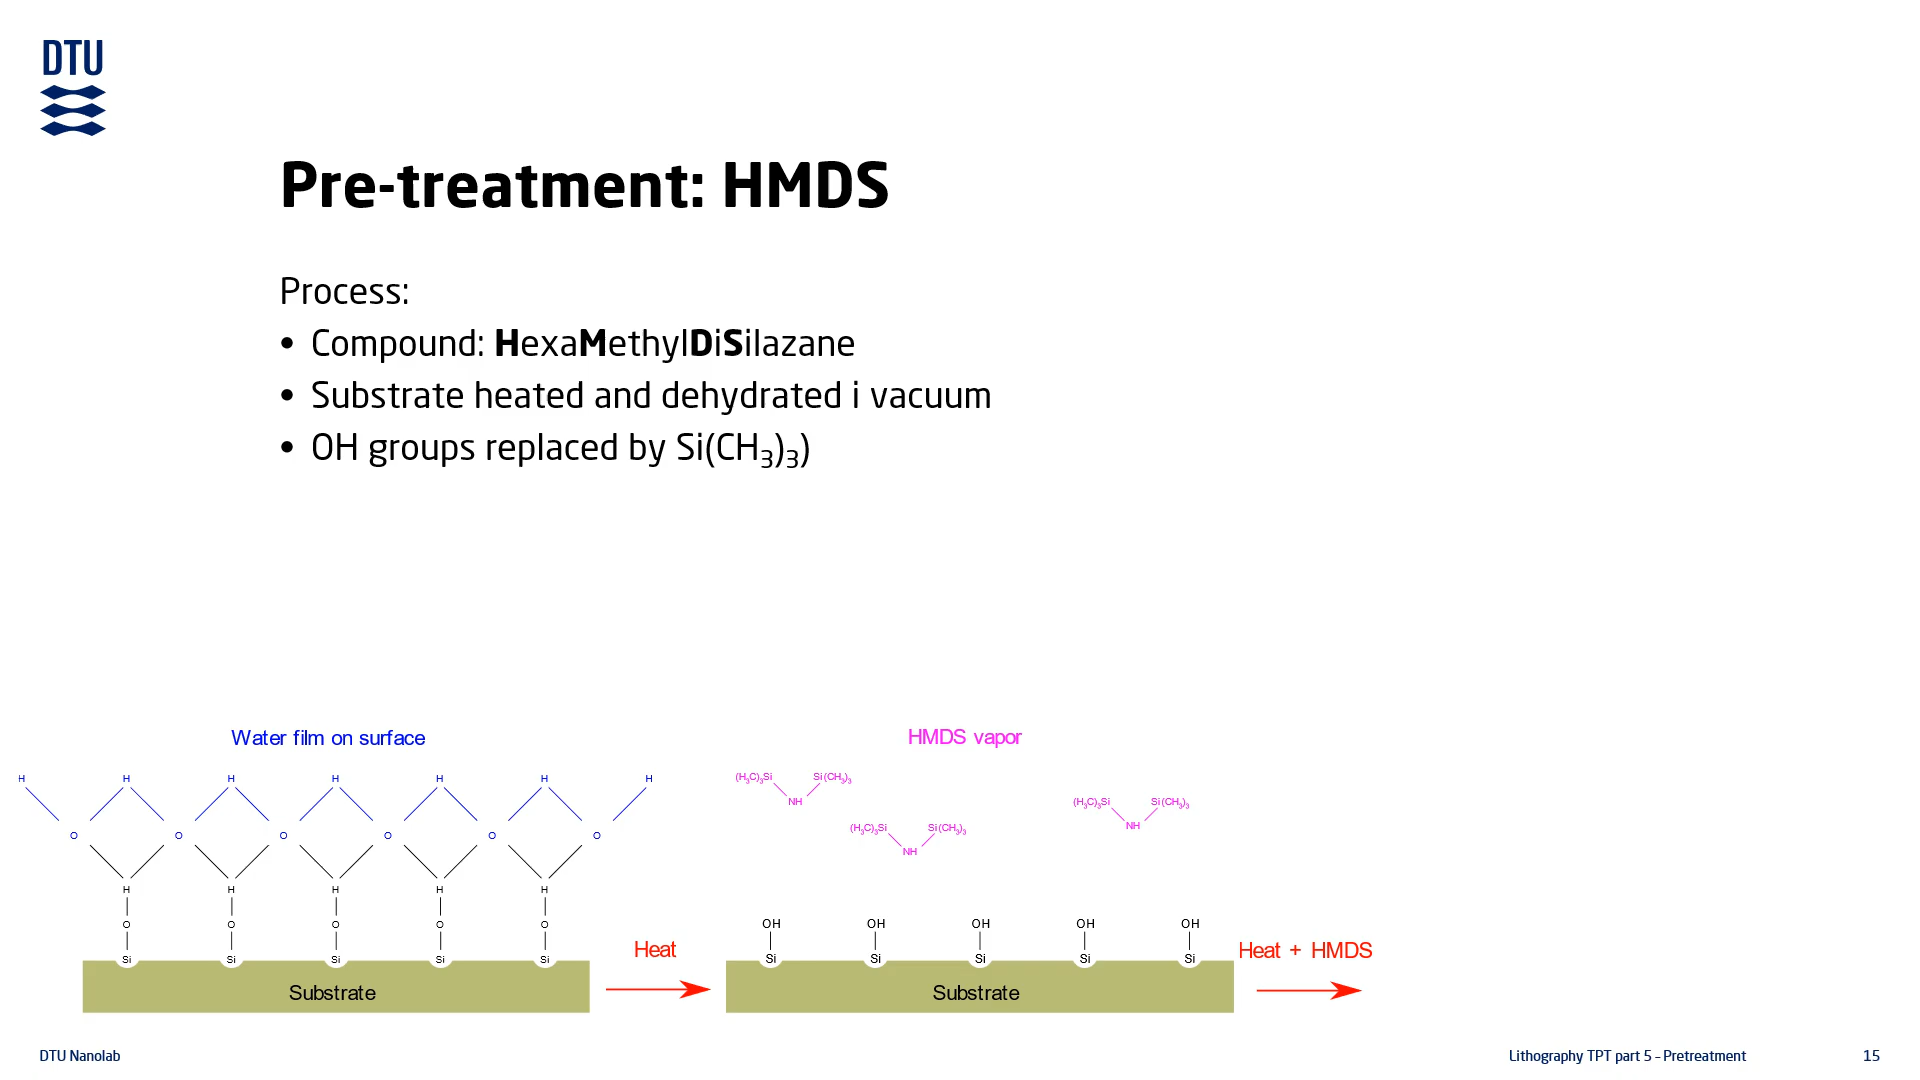 DTU
Pre-treatment: HMDS
Process:
• Compound: HexaMethylDiSilazane
• Substrate heated and dehydrated i vacuum
• OH groups replaced by Si(CH₃)₃)
Water film on surface
H H H H H H H
O O O O O O
H H H H H
O O O O O
Si Si Si Si Si
Substrate
Heat
HMDS vapor
(H₃C)₃Si Si(CH₃)₃
NH
(H₃C)₃Si Si(CH₃)₃
NH
(H₃C)₃Si Si(CH₃)₃
NH
OH OH OH OH OH
Si Si Si Si Si
Substrate
Heat + HMDS
DTU Nanolab
Lithography TPT part 5 – Pretreatment
15